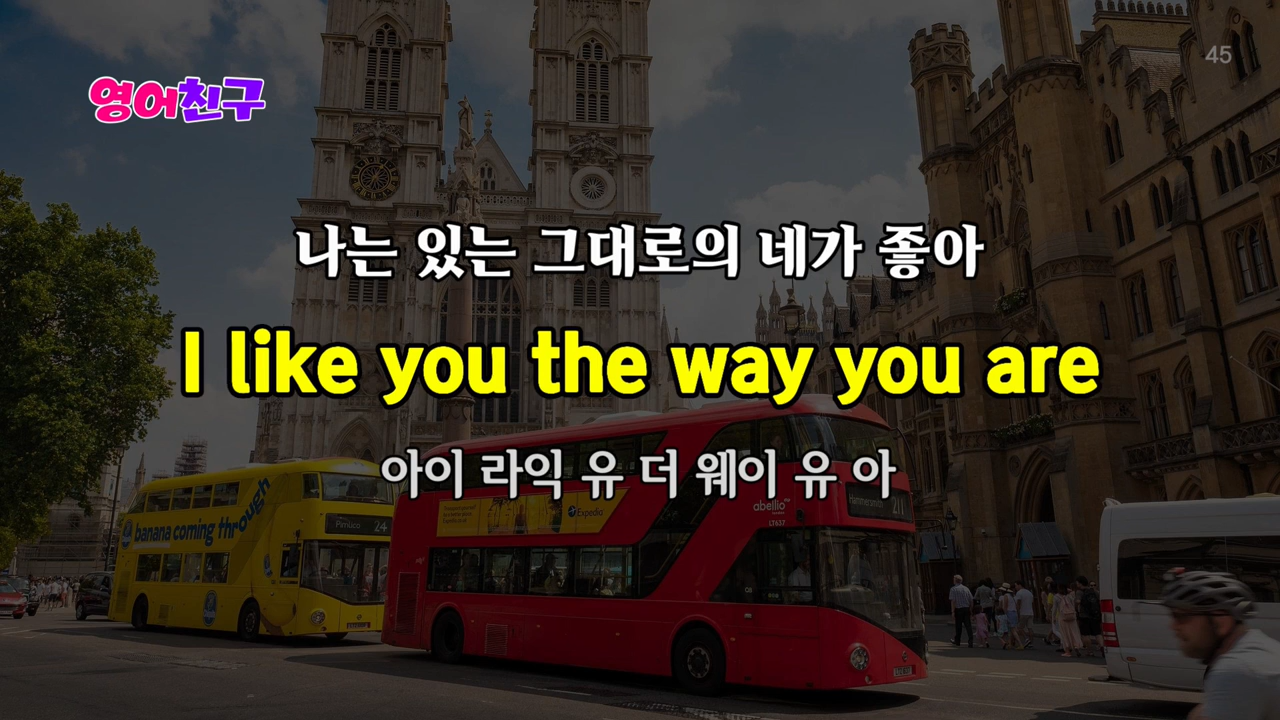 45
영어친구
나는 있는 그대로의 네가 좋아
I like you the way you are
아이 라익 유 더 웨이 유 아
banana coming through
Pimlico 24
Expedia
abellio
LT637
Hammersmith 211